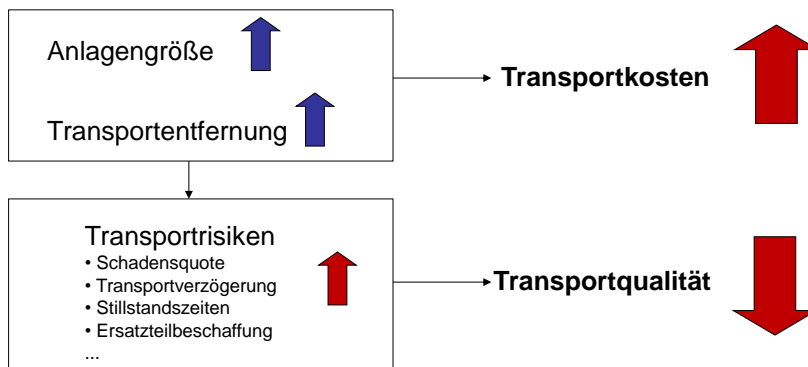 Anlagengröße
Transportentfernung
Transportkosten
Transportrisiken
• Schadensquote
• Transportverzögerung
• Stillstandszeiten
• Ersatzteilbeschaffung
...
Transportqualität